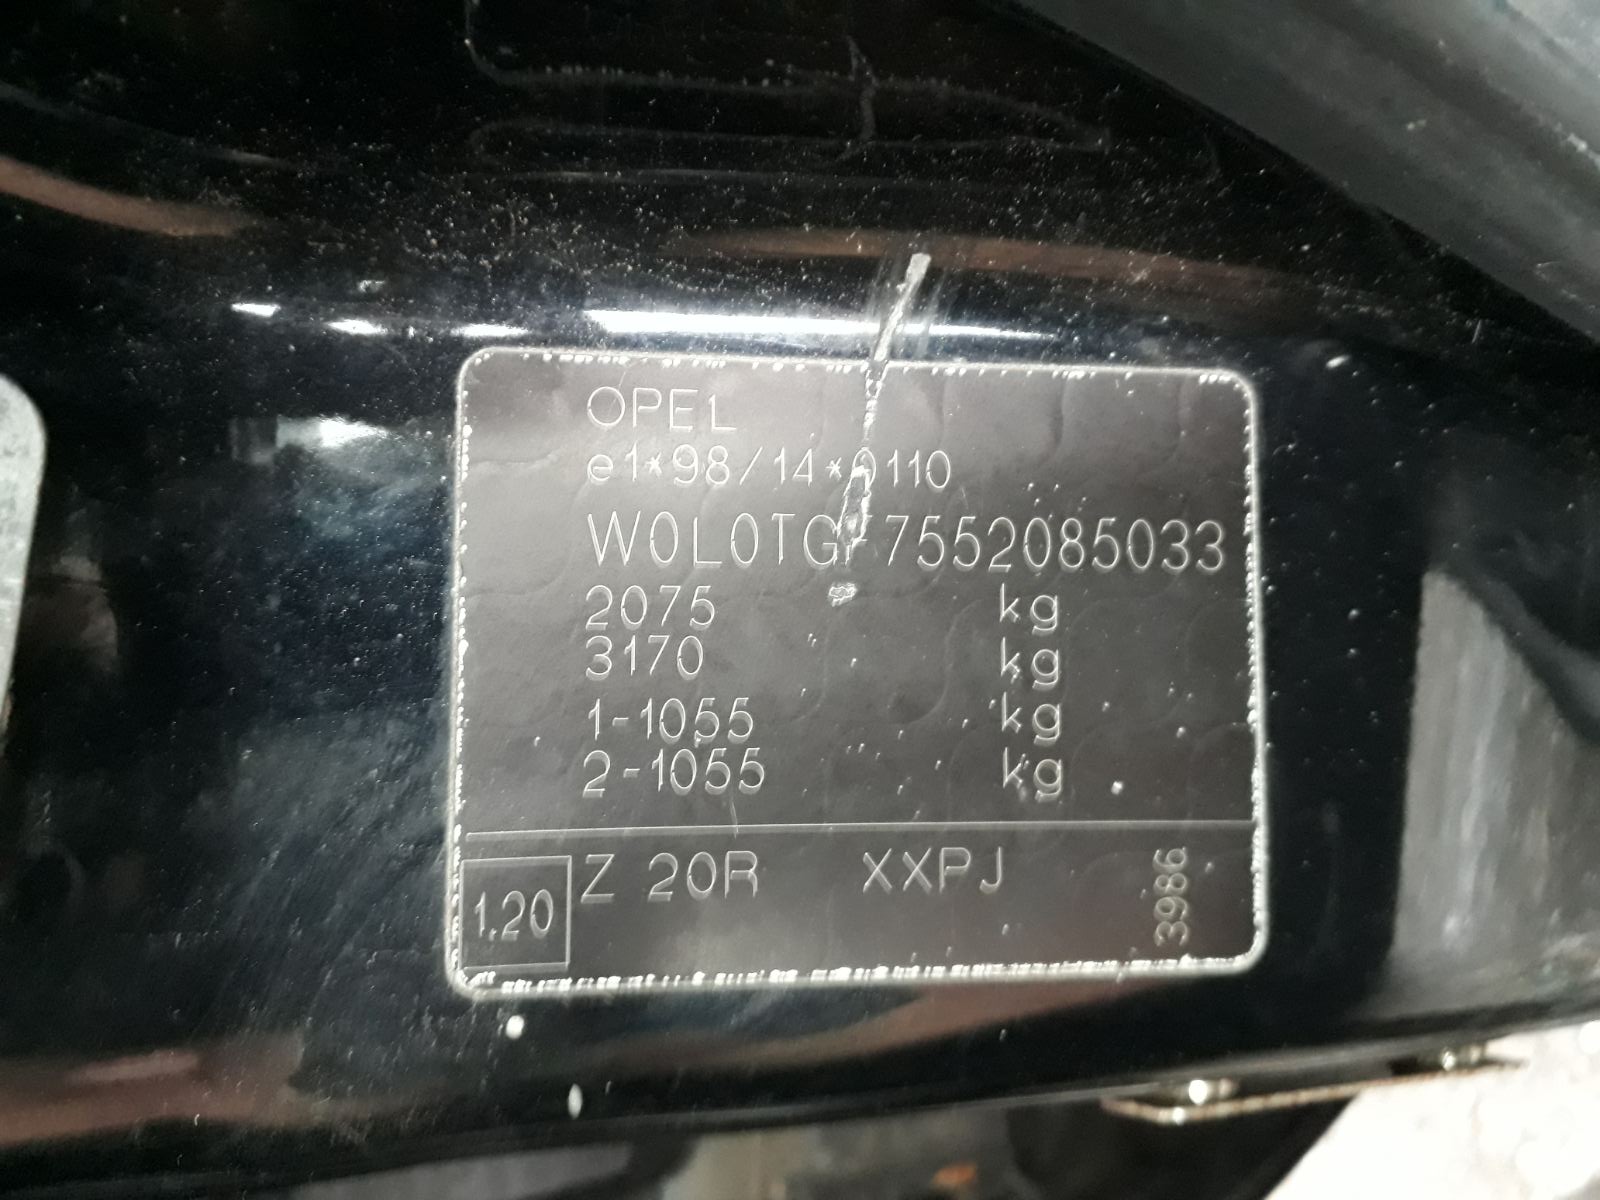 OPEL
e1*98/14*0110
W0L0TGF7552085033
2075 kg
3170 kg
1-1055 kg
2-1055 kg
1.20 Z 20R XXPJ
3986